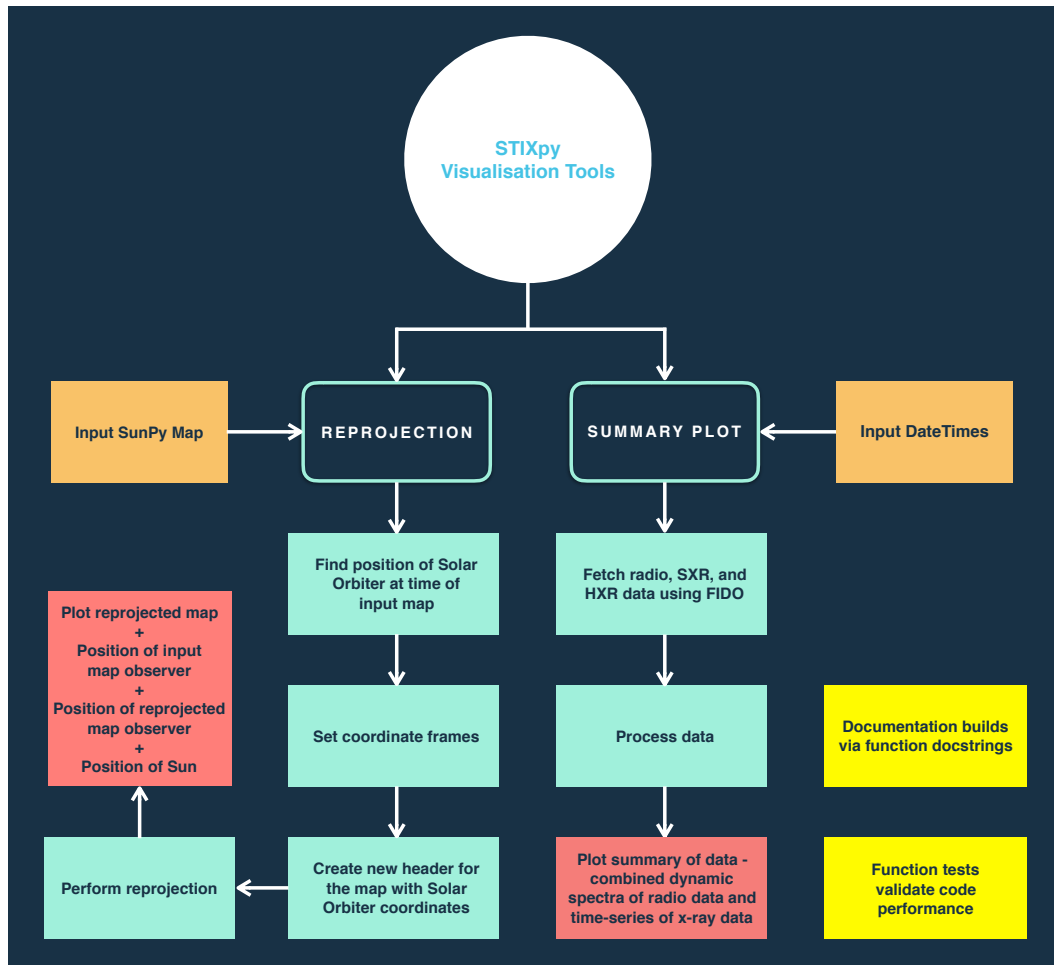 STIXpy
Visualisation Tools
Input SunPy Map
REPROJECTION
SUMMARY PLOT
Input DateTimes
Find position of Solar
Orbiter at time of
input map
Fetch radio, SXR, and
HXR data using FIDO
Plot reprojected map
+
Position of input
map observer
+
Position of reprojected
map observer
+
Position of Sun
Set coordinate frames
Process data
Documentation builds
via function docstrings
Perform reprojection
Create new header for
the map with Solar
Orbiter coordinates
Plot summary of data -
combined dynamic
spectra of radio data and
time-series of x-ray data
Function tests
validate code
performance